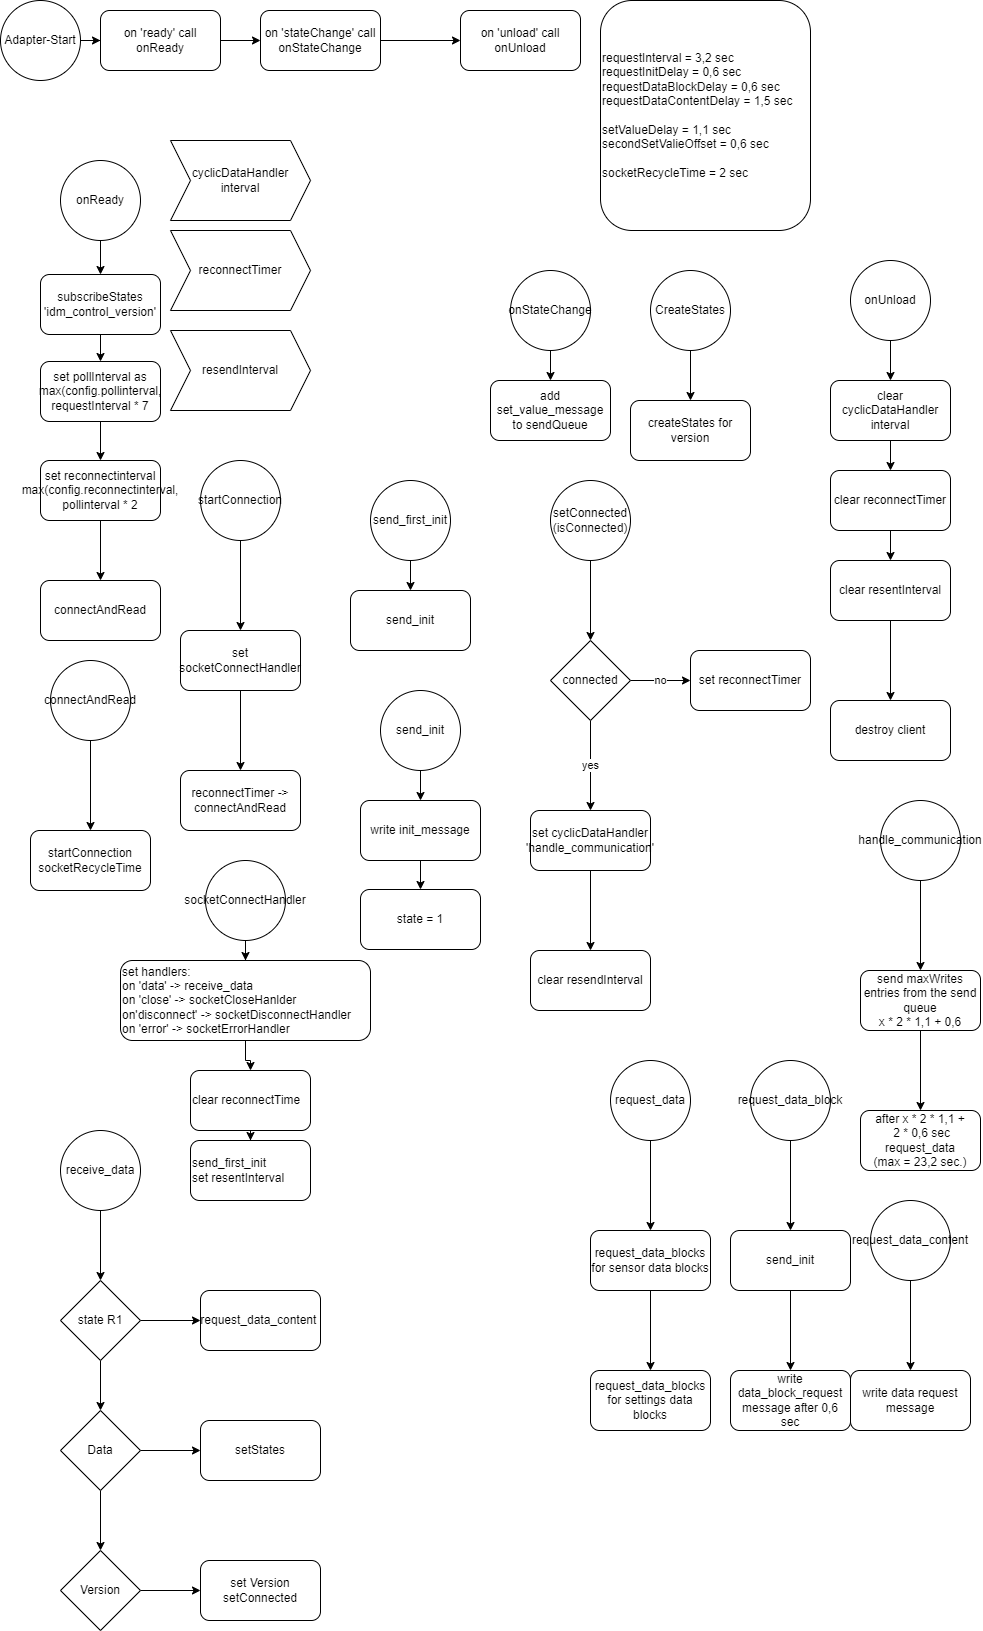 Adapter-Start
on 'ready' call
onReady
on 'stateChange' call
onStateChange
on 'unload' call
onUnload
requestInterval = 3,2 sec
requestInitDelay = 0,6 sec
requestDataBlockDelay = 0,6 sec
requestDataContentDelay = 1,5 sec
setValueDelay = 1,1 sec
secondSetValieOffset = 0,6 sec
socketRecycleTime = 2 sec
onReady
cyclicDataHandler
interval
reconnectTimer
resendInterval
subscribeStates
'idm_control_version'
set pollInterval as
max(config.pollinterval,
requestInterval * 7
set reconnectinterval
max(config.reconnectinterval,
pollinterval * 2
connectAndRead
connectAndRead
startConnection
socketRecycleTime
startConnection
set
socketConnectHandler
reconnectTimer ->
connectAndRead
send_first_init
send_init
send_init
write init_message
state = 1
onStateChange
add
set_value_message
to sendQueue
CreateStates
createStates for
version
onUnload
clear
cyclicDataHandler
interval
clear reconnectTimer
clear resentInterval
destroy client
setConnected
(isConnected)
connected
no
set reconnectTimer
yes
set cyclicDataHandler
'handle_communication'
clear resendInterval
handle_communication
send maxWrites
entries from the send
queue
x * 2 * 1,1 + 0,6
after x * 2 * 1,1 +
2 * 0,6 sec
request_data
(max = 23,2 sec.)
socketConnectHandler
set handlers:
on 'data' -> receive_data
on 'close' -> socketCloseHanlder
on'disconnect' -> socketDisconnectHandler
on 'error' -> socketErrorHandler
clear reconnectTime
send_first_init
set resentInterval
receive_data
state R1
request_data_content
Data
setStates
Version
set Version
setConnected
request_data
request_data_blocks
for sensor data blocks
request_data_blocks
for settings data
blocks
request_data_block
send_init
write
data_block_request
message after 0,6
sec
request_data_content
write data request
message